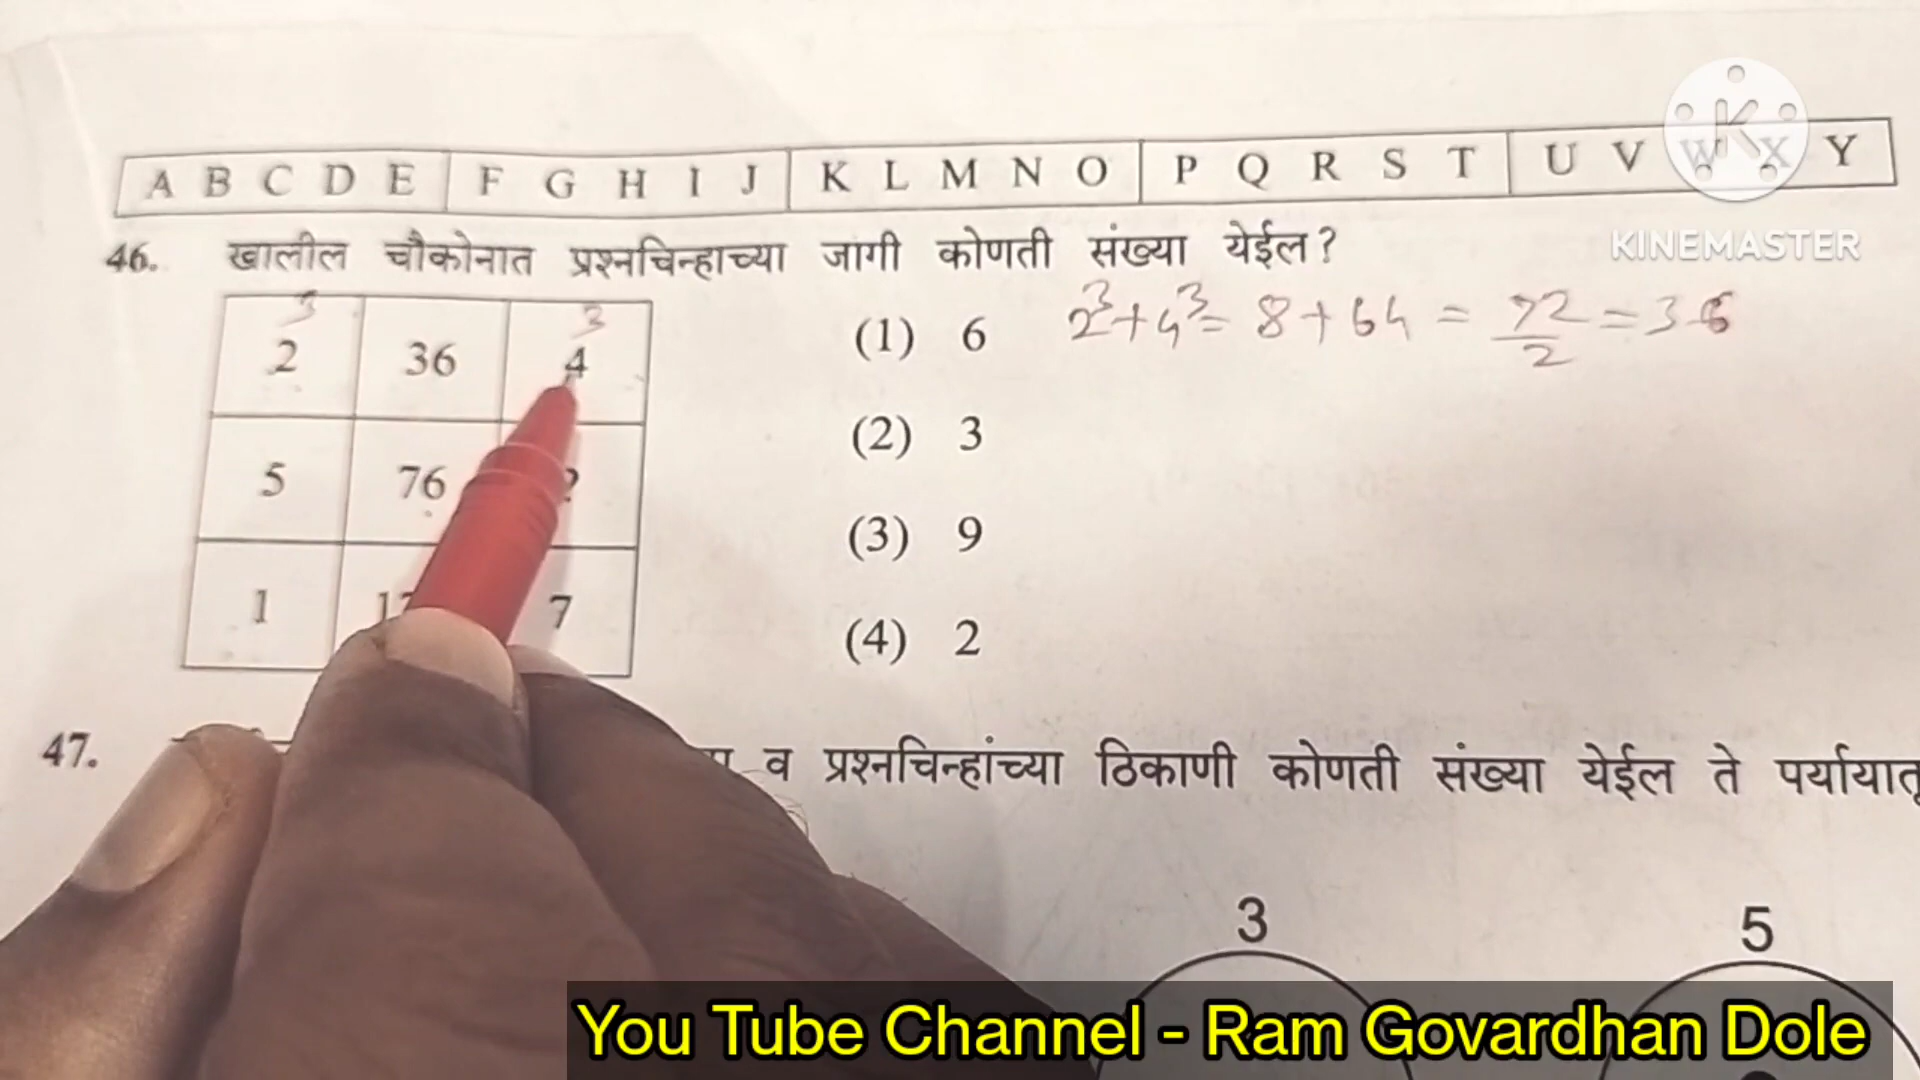 A B C D E F G H I J K L M N O P Q R S T U V W X Y
KINEMASTER
46. खालील चौकोनात प्रश्नचिन्हाच्या जागी कोणती संख्या येईल?
3 3
2 36 4
5 76 ?
1 7
(1) 6
(2) 3
(3) 9
(4) 2
2³+4³= 8+64 = 72/2 = 36
47. व प्रश्नचिन्हांच्या ठिकाणी कोणती संख्या येईल ते
3 5
You Tube Channel - Ram Govardhan Dole